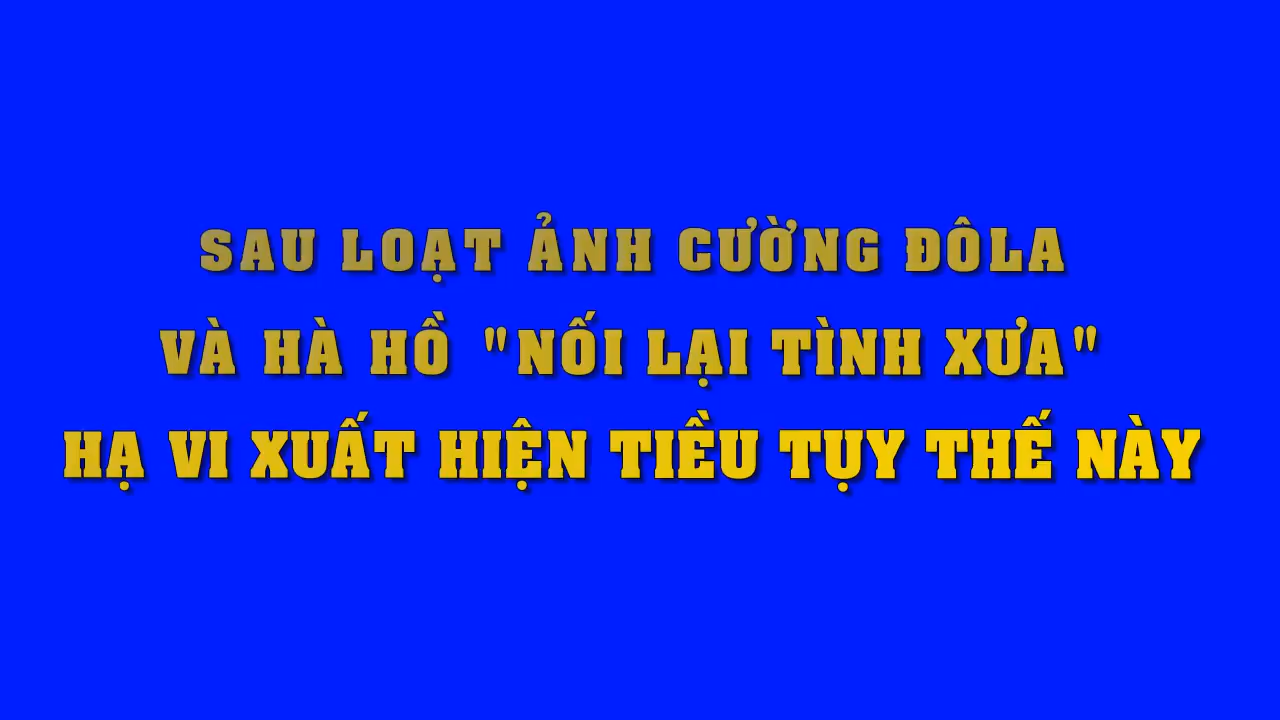 SAU LOẠT ẢNH CƯỜNG ĐÔLA
VÀ HÀ HỒ "NỐI LẠI TÌNH XƯA"
HẠ VI XUẤT HIỆN TIỀU TỤY THẾ NÀY